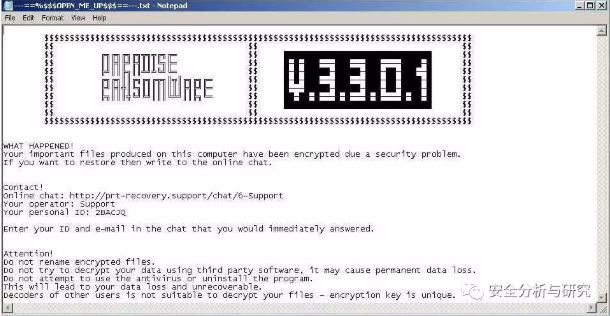 ---==%$$$OPEN_ME_UP$$$==---.txt - Notepad
File Edit Format View Help
$$$$$$$$$$$$$$$$$$$$$$$$$$$$$$$$$$$$$$$$$$$$$$$$$$$$$$$$$$$$$$$$$$$$$$$$
PARADISE
RANSOMWARE
V.3.3.0.1
$$$$$$$$$$$$$$$$$$$$$$$$$$$$$$$$$$$$$$$$$$$$$$$$$$$$$$$$$$$$$$$$$$$$$$$$
WHAT HAPPENED!
Your important files produced on this computer have been encrypted due a security problem.
If you want to restore then write to the online chat.
Contact!
Online chat: http://prt-recovery.support/chat/6-Support
Your operator: Support
Your personal ID: 2BACJQ
Enter your ID and e-mail in the chat that you would immediately answered.
Attention!
Do not rename encrypted files.
Do not try to decrypt your data using third party software, it may cause permanent data loss.
Do not attempt to use the antivirus or uninstall the program.
This will lead to your data loss and unrecoverable.
Decoders of other users is not suitable to decrypt your files - encryption key is unique.
安全分析与研究